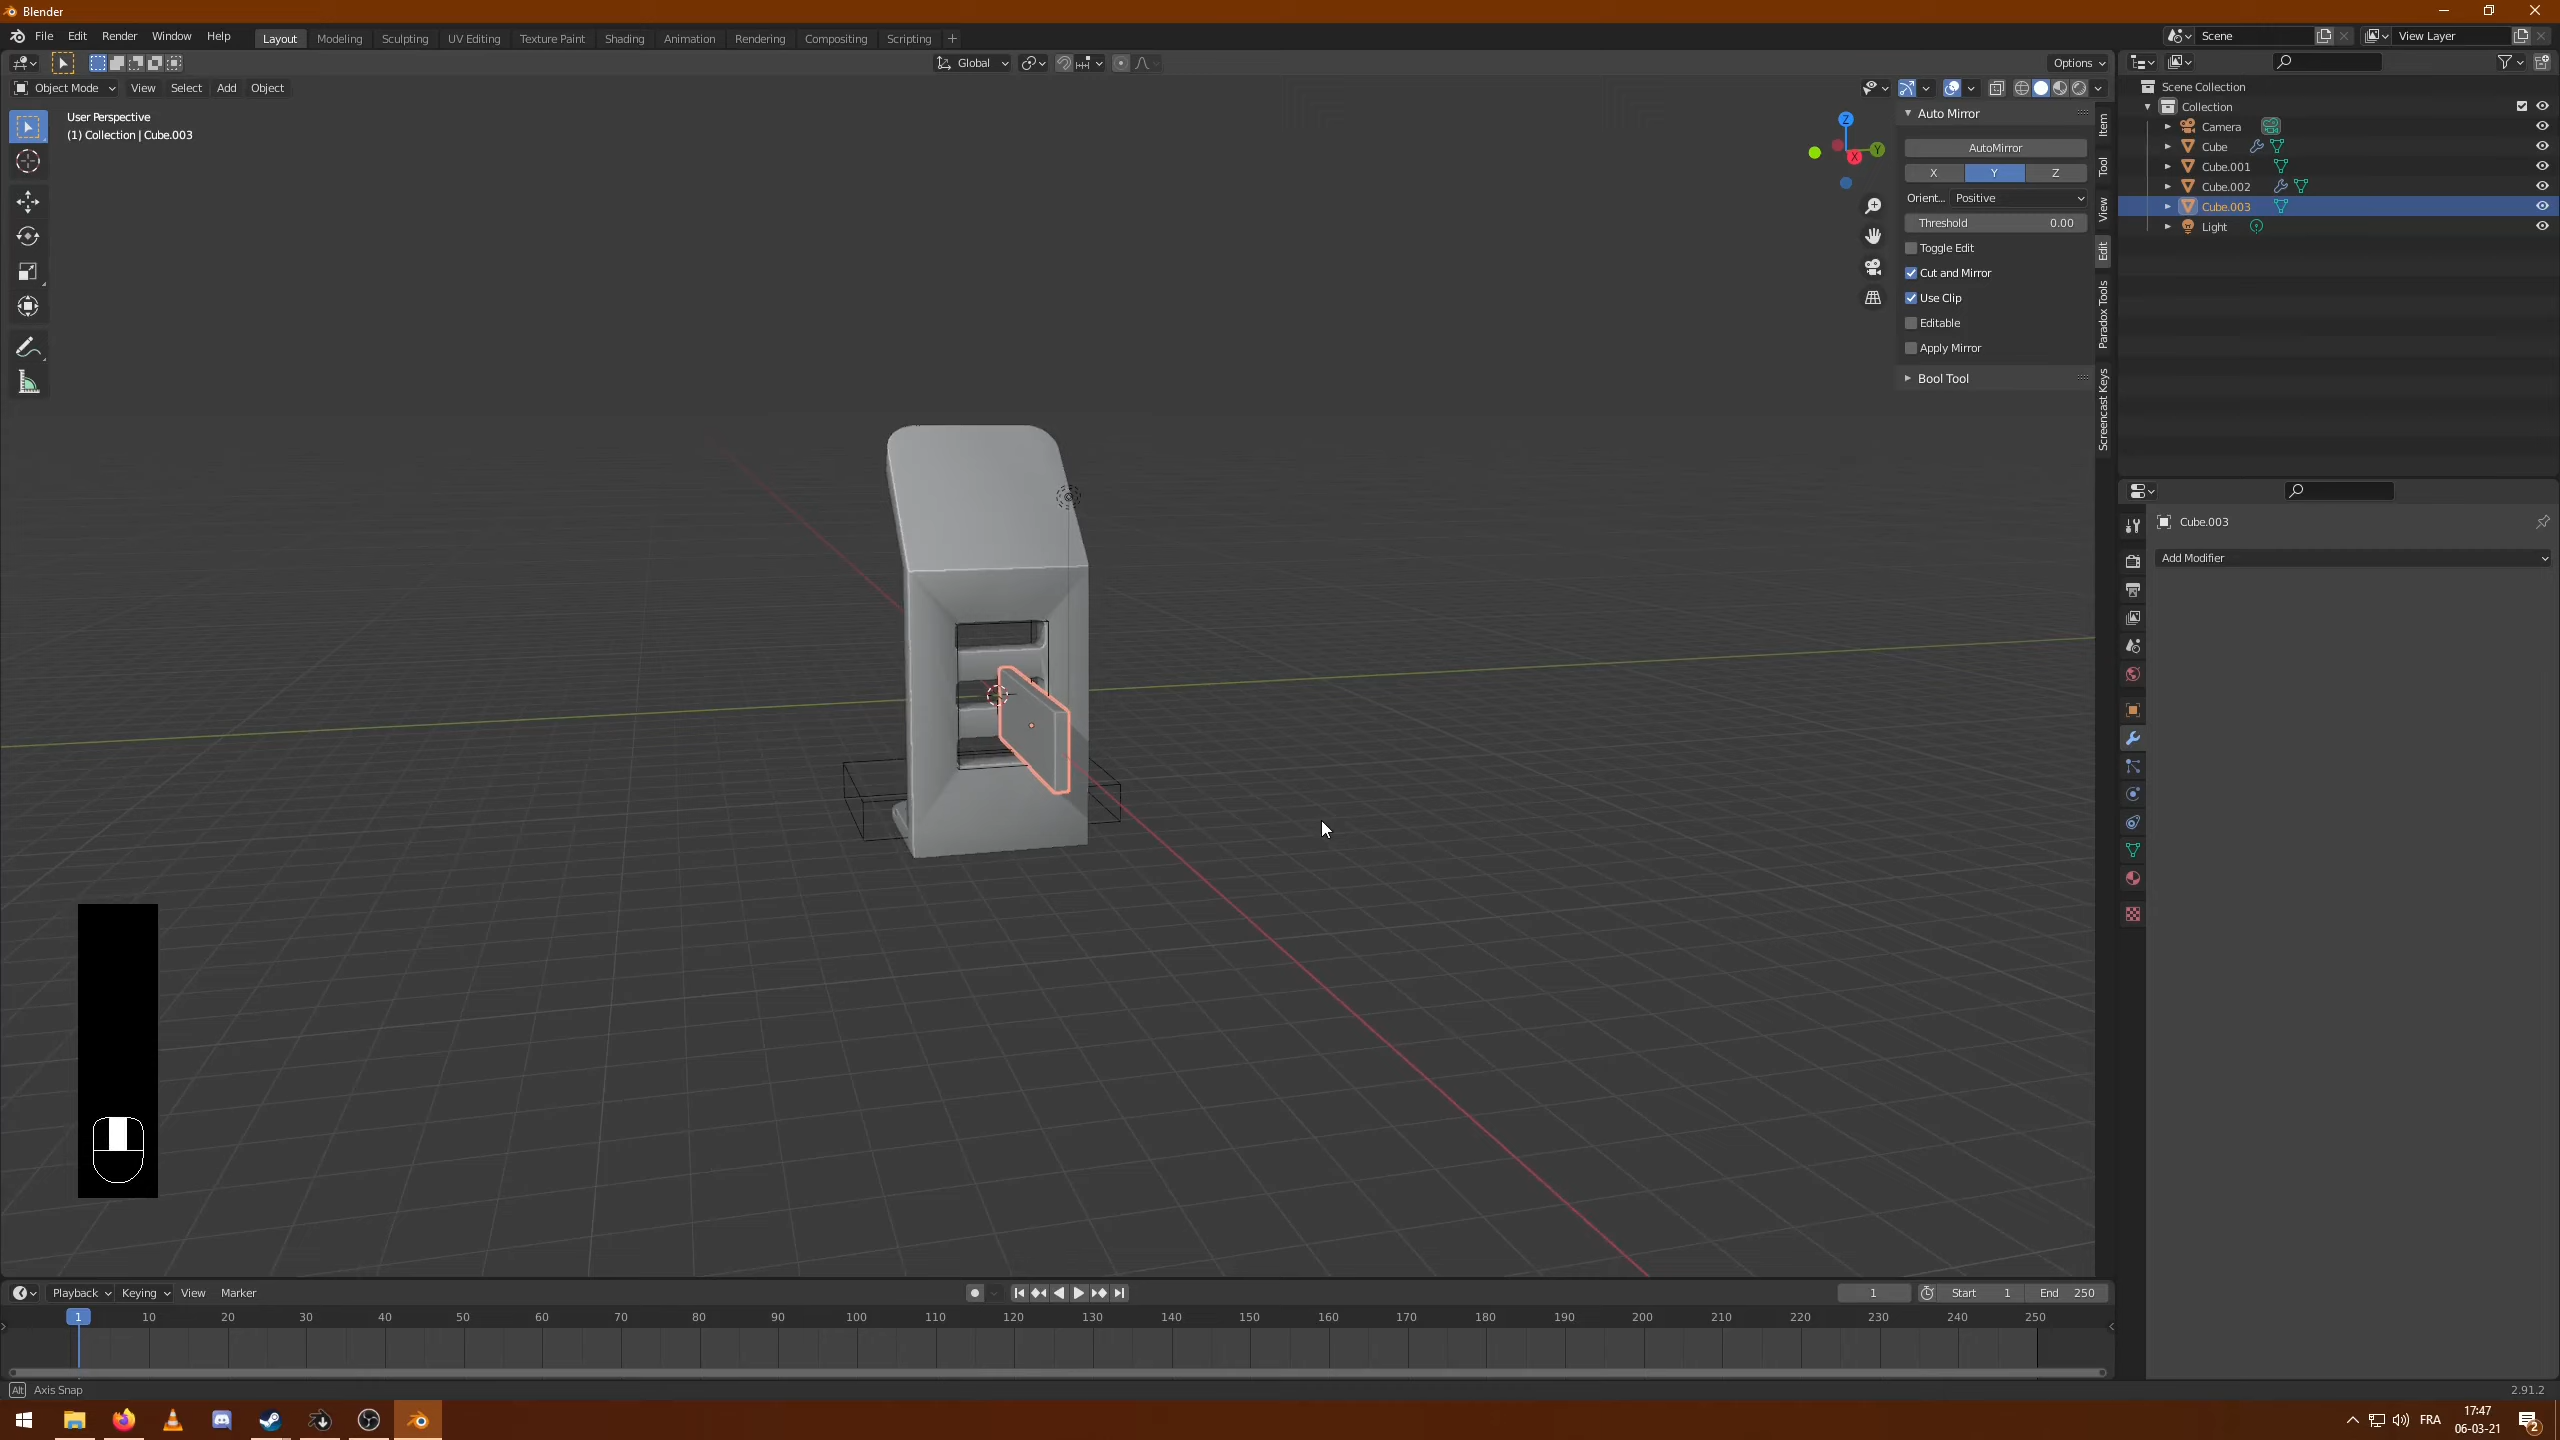 Blender
File Edit Render Window Help
Layout Modeling Sculpting UV Editing Texture Paint Shading Animation Rendering Compositing Scripting +
Scene
View Layer
Global
Options
Object Mode View Select Add Object
User Perspective
(1) Collection | Cube.003
Z
Y
X
Auto Mirror
AutoMirror
X Y Z
Orient... Positive
Threshold 0.00
Toggle Edit
Cut and Mirror
Use Clip
Editable
Apply Mirror
Bool Tool
Item
Tool
View
Edit
Paradox Tools
Screencast Keys
Scene Collection
Collection
Camera
Cube
Cube.001
Cube.002
Cube.003
Light
Cube.003
Add Modifier
Playback Keying View Marker
1
Start 1
End 250
1 10 20 30 40 50 60 70 80 90 100 110 120 130 140 150 160 170 180 190 200 210 220 230 240 250
Alt Axis Snap
2.91.2
FRA
17:47
06-03-21
2